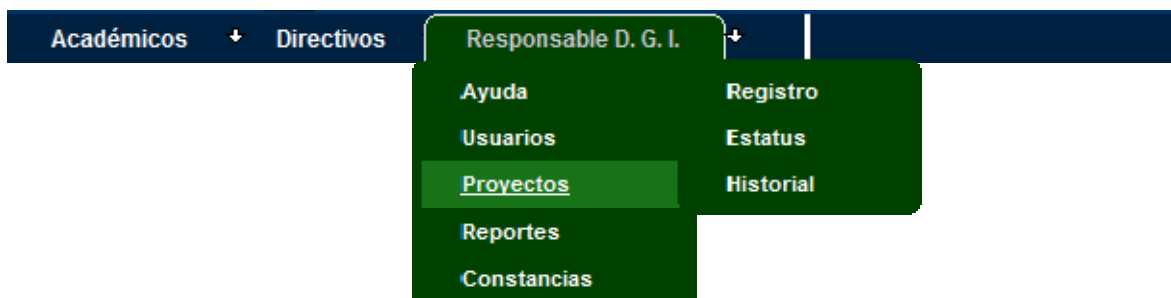 Académicos Directivos Responsable D. G. I.
Ayuda Registro
Usuarios Estatus
Proyectos Historial
Reportes
Constancias